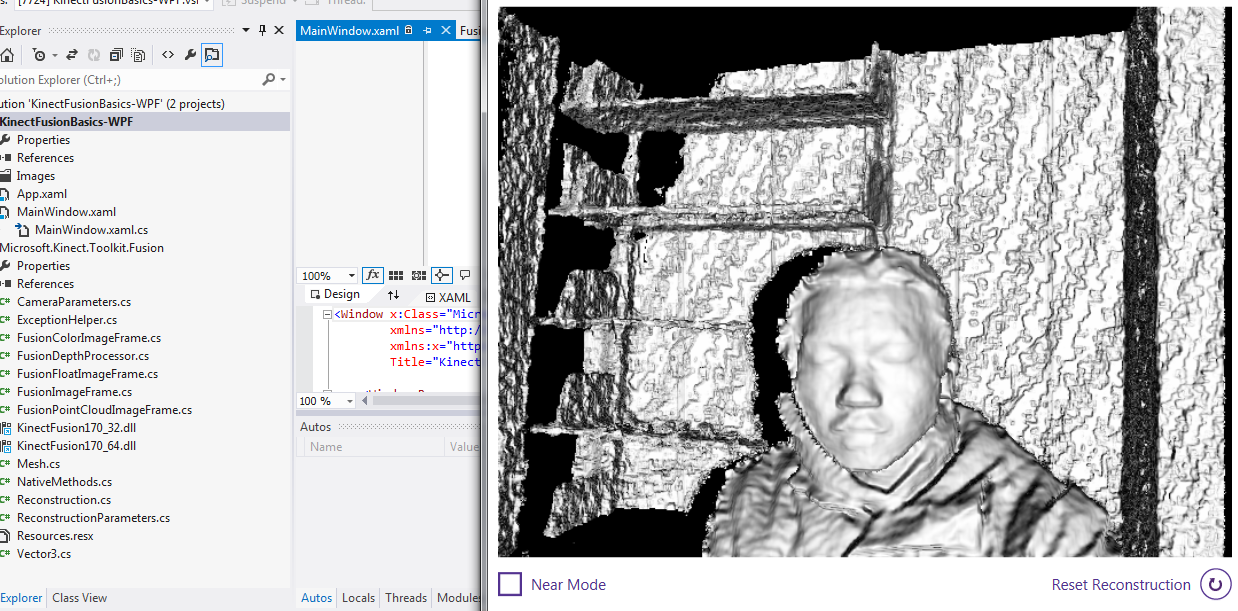 [7724] KinectFusionBasics-WPF.vsl
Suspend
Thread:
Explorer
olution Explorer (Ctrl+;)
ution 'KinectFusionBasics-WPF' (2 projects)
KinectFusionBasics-WPF
Properties
References
Images
App.xaml
MainWindow.xaml
MainWindow.xaml.cs
Microsoft.Kinect.Toolkit.Fusion
Properties
References
C# CameraParameters.cs
C# ExceptionHelper.cs
C# FusionColorImageFrame.cs
C# FusionDepthProcessor.cs
C# FusionFloatImageFrame.cs
C# FusionImageFrame.cs
C# FusionPointCloudImageFrame.cs
KinectFusion170_32.dll
KinectFusion170_64.dll
C# Mesh.cs
C# NativeMethods.cs
C# Reconstruction.cs
C# ReconstructionParameters.cs
Resources.resx
C# Vector3.cs
Explorer Class View
MainWindow.xaml Fusi
100% fx
Design XAML
<Window x:Class="Micr
xmlns="http:/
xmlns:x="http
Title="Kinect
100 %
Autos
Name Value
Autos Locals Threads Modules
Near Mode
Reset Reconstruction